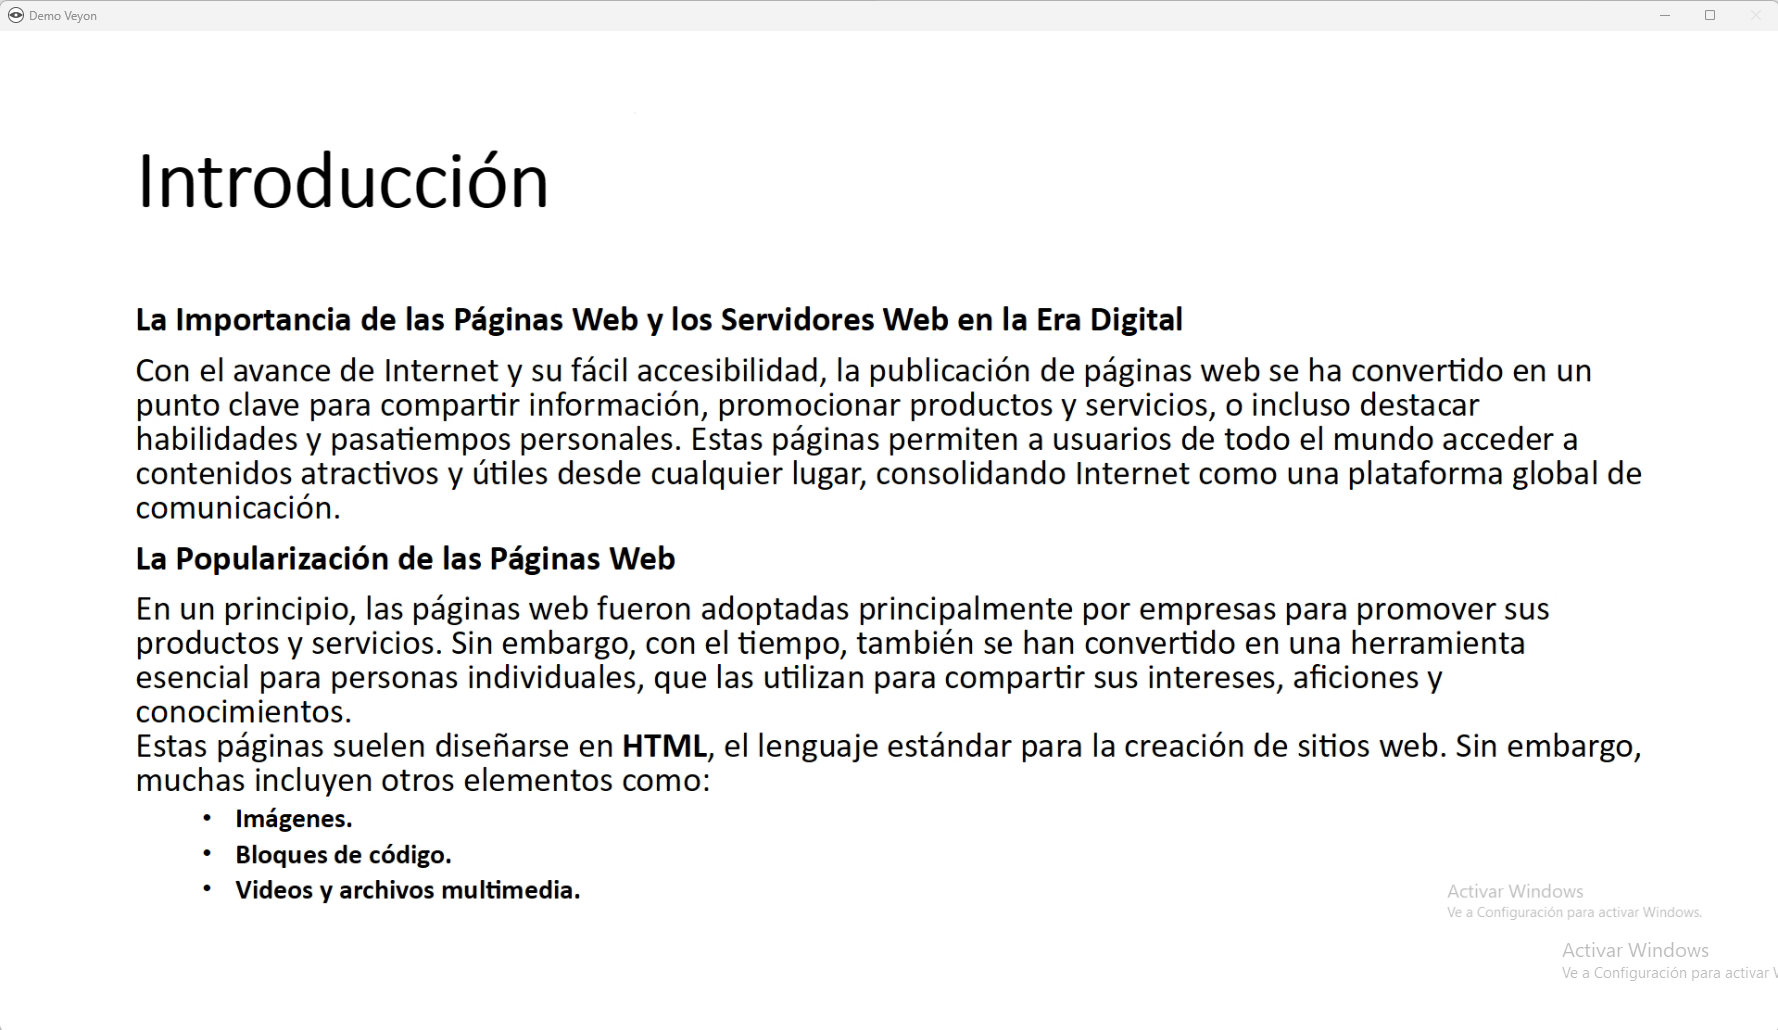 Demo Veyon
Introducción
La Importancia de las Páginas Web y los Servidores Web en la Era Digital
Con el avance de Internet y su fácil accesibilidad, la publicación de páginas web se ha convertido en un
punto clave para compartir información, promocionar productos y servicios, o incluso destacar
habilidades y pasatiempos personales. Estas páginas permiten a usuarios de todo el mundo acceder a
contenidos atractivos y útiles desde cualquier lugar, consolidando Internet como una plataforma global de
comunicación.
La Popularización de las Páginas Web
En un principio, las páginas web fueron adoptadas principalmente por empresas para promover sus
productos y servicios. Sin embargo, con el tiempo, también se han convertido en una herramienta
esencial para personas individuales, que las utilizan para compartir sus intereses, aficiones y
conocimientos.
Estas páginas suelen diseñarse en HTML, el lenguaje estándar para la creación de sitios web. Sin embargo,
muchas incluyen otros elementos como:
• Imágenes.
• Bloques de código.
• Videos y archivos multimedia.
Activar Windows
Ve a Configuración para activar Windows.
Activar Windows
Ve a Configuración para activar